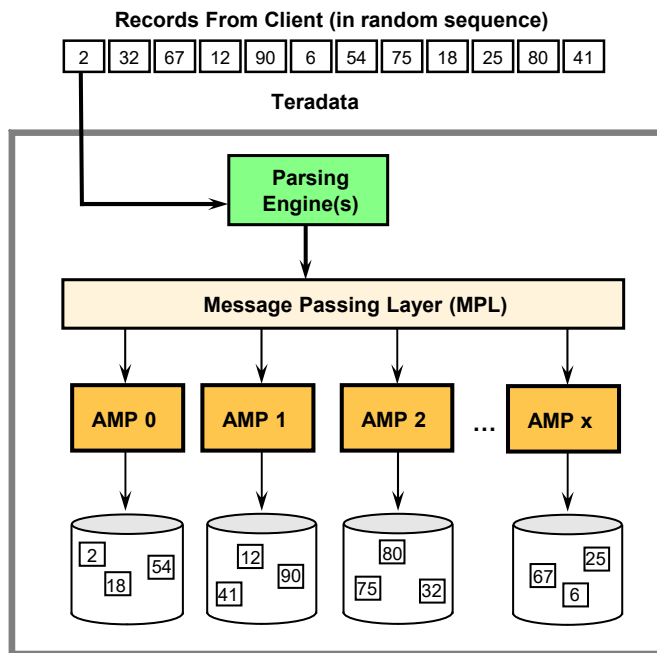 Records From Client (in random sequence)
2 32 67 12 90 6 54 75 18 25 80 41
Teradata
Parsing
Engine(s)
Message Passing Layer (MPL)
AMP 0 AMP 1 AMP 2 ... AMP x
2 18 54
12 41 90
80 75 32
25 67 6